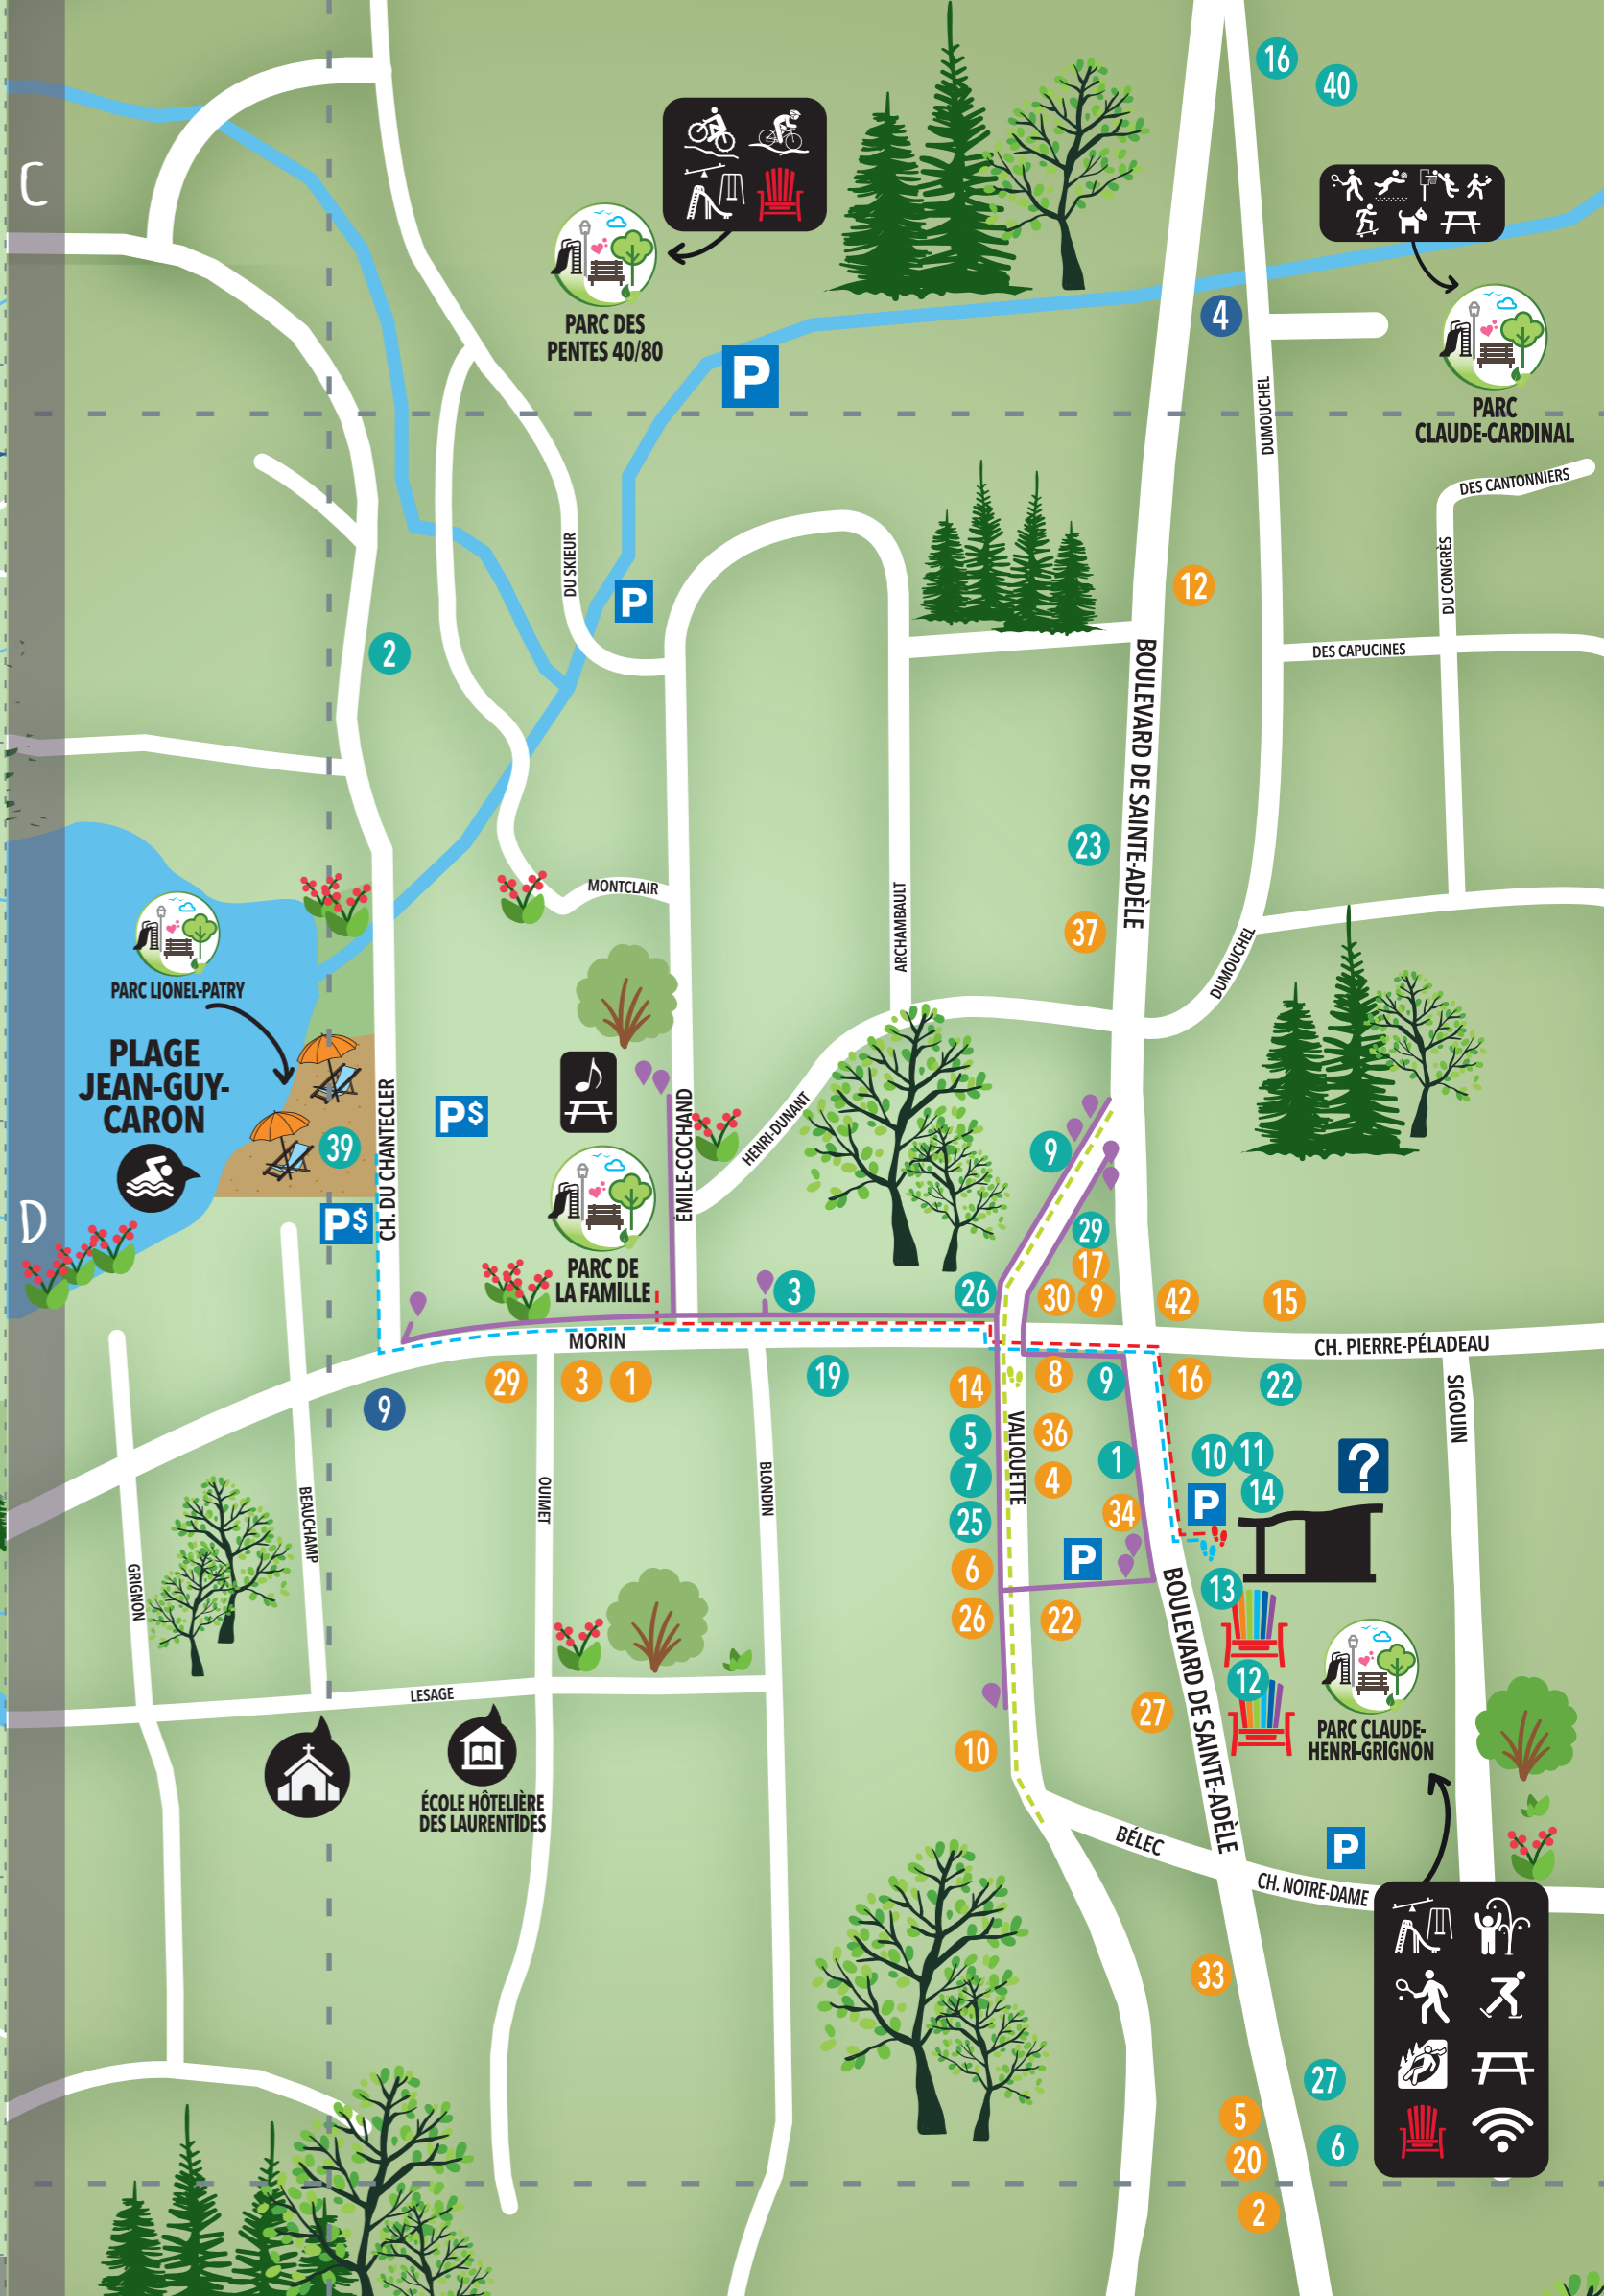 16
40
C
PARC DES
PENTES 40/80
4
P
DUMOUCHEL
PARC
CLAUDE-CARDINAL
DES CANTONNIERS
DU SKIEUR
DU CONGRÈS
12
P
2
DES CAPUCINES
BOULEVARD DE SAINTE-ADÈLE
23
MONTCLAIR
ARCHAMBAULT
37
DUMOUCHEL
PARC LIONEL-PATRY
PLAGE
JEAN-GUY-
CARON
CH. DU CHANTECLER
P$
ÉMILE-COCHAND
HENRI-DUNANT
39
9
D
P$
29
PARC DE
LA FAMILLE
17
3
26
30
9
42
15
MORIN
CH. PIERRE-PÉLADEAU
29
3
1
19
14
8
9
16
22
9
SIGOUIN
VALIQUETTE
5
36
1
10
11
?
7
4
14
BEAUCHAMP
OUIMET
BLONDIN
25
34
P
GRIGNON
6
P
13
26
22
BOULEVARD DE SAINTE-ADÈLE
12
LESAGE
27
PARC CLAUDE-
HENRI-GRIGNON
10
ÉCOLE HÔTELIÈRE
DES LAURENTIDES
BÉLEC
P
CH. NOTRE-DAME
33
27
5
6
20
2